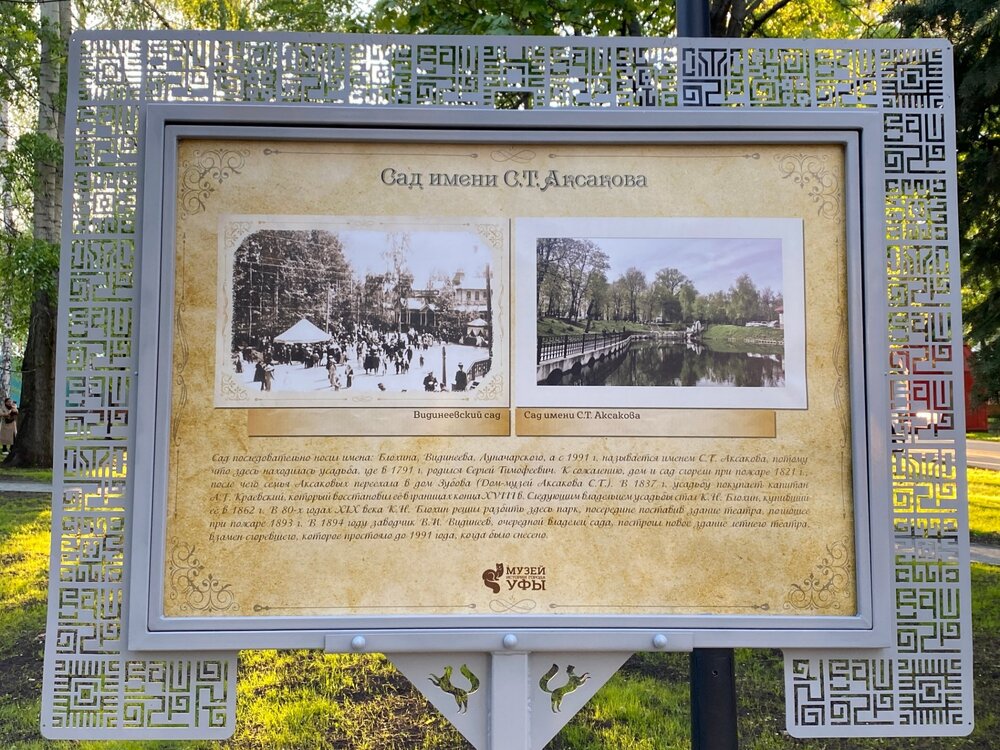 Сад имени С.Т. Аксакова
Видинеевский сад
Сад имени С.Т. Аксакова
Сад последовательно носил имена: Блохина, Видинеева, Луначарского, а с 1991 г. называется именем С.Т. Аксакова, потому
что здесь находилась усадьба, где в 1791 г. родился Сергей Тимофеевич. К сожалению, дом и сад сгорели при пожаре 1821 г.,
после чего семья Аксаковых переехала в дом Зубова (Дом-музей Аксакова С.Т.). В 1837 г. усадьбу покупает капитан
А.Г. Краевский, который восстановил её в границах конца XVIII в. Следующим владельцем усадьбы стал К.Н. Блохин, купивший
её в 1862 г. В 80-х годах XIX века К.Н. Блохин решил разбить здесь парк, посередине поставив здание театра, погибшее
при пожаре 1893 г. В 1894 году заводчик В.И. Видинеев, очередной владелец сада, построил новое здание летнего театра,
взамен сгоревшего, которое простояло до 1991 года, когда было снесено.
МУЗЕЙ
ИСТОРИИ ГОРОДА
УФЫ